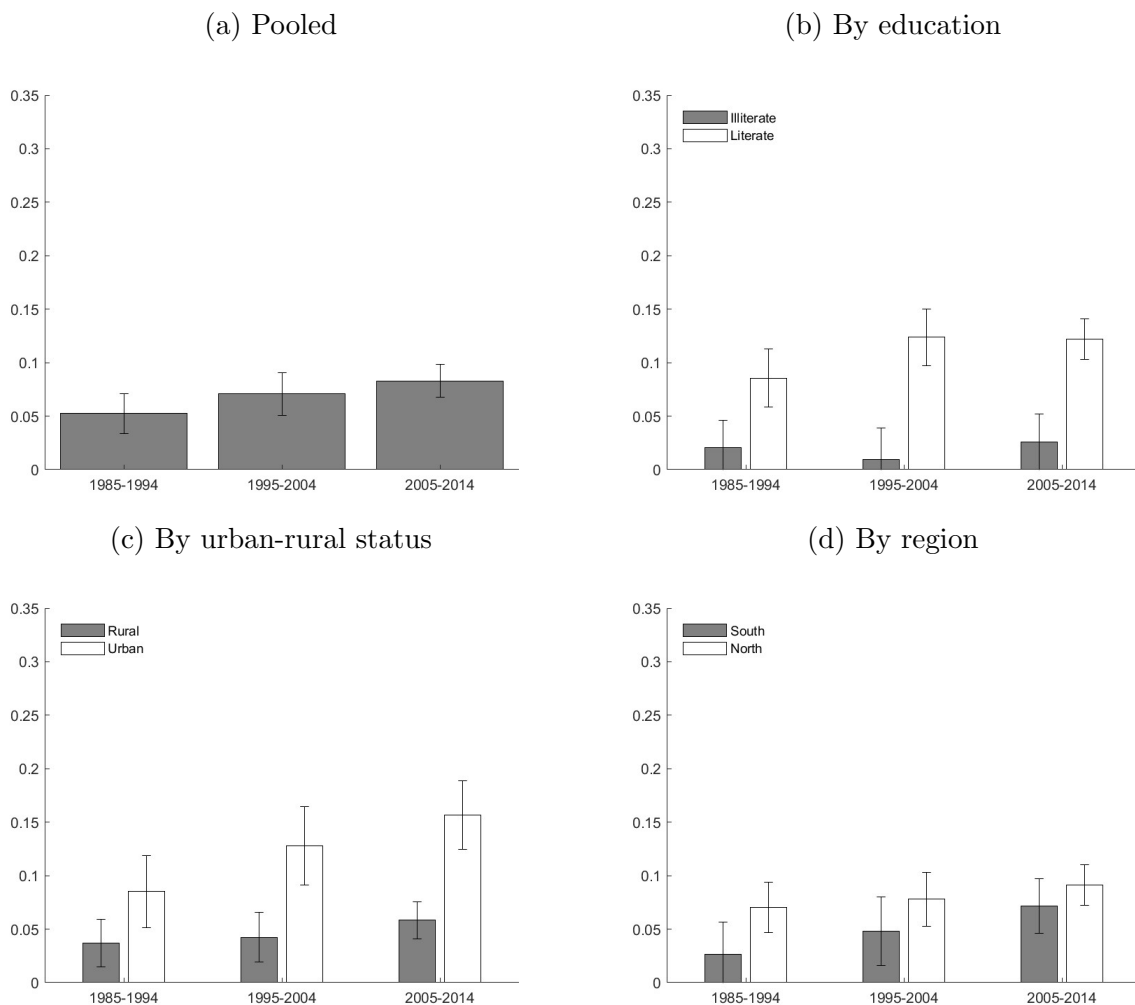 (a) Pooled
0.35
0.3
0.25
0.2
0.15
0.1
0.05
0
1985-1994 1995-2004 2005-2014
(b) By education
0.35
0.3
0.25
0.2
0.15
0.1
0.05
0
Illiterate
Literate
1985-1994 1995-2004 2005-2014
(c) By urban-rural status
0.35
0.3
0.25
0.2
0.15
0.1
0.05
0
Rural
Urban
1985-1994 1995-2004 2005-2014
(d) By region
0.35
0.3
0.25
0.2
0.15
0.1
0.05
0
South
North
1985-1994 1995-2004 2005-2014